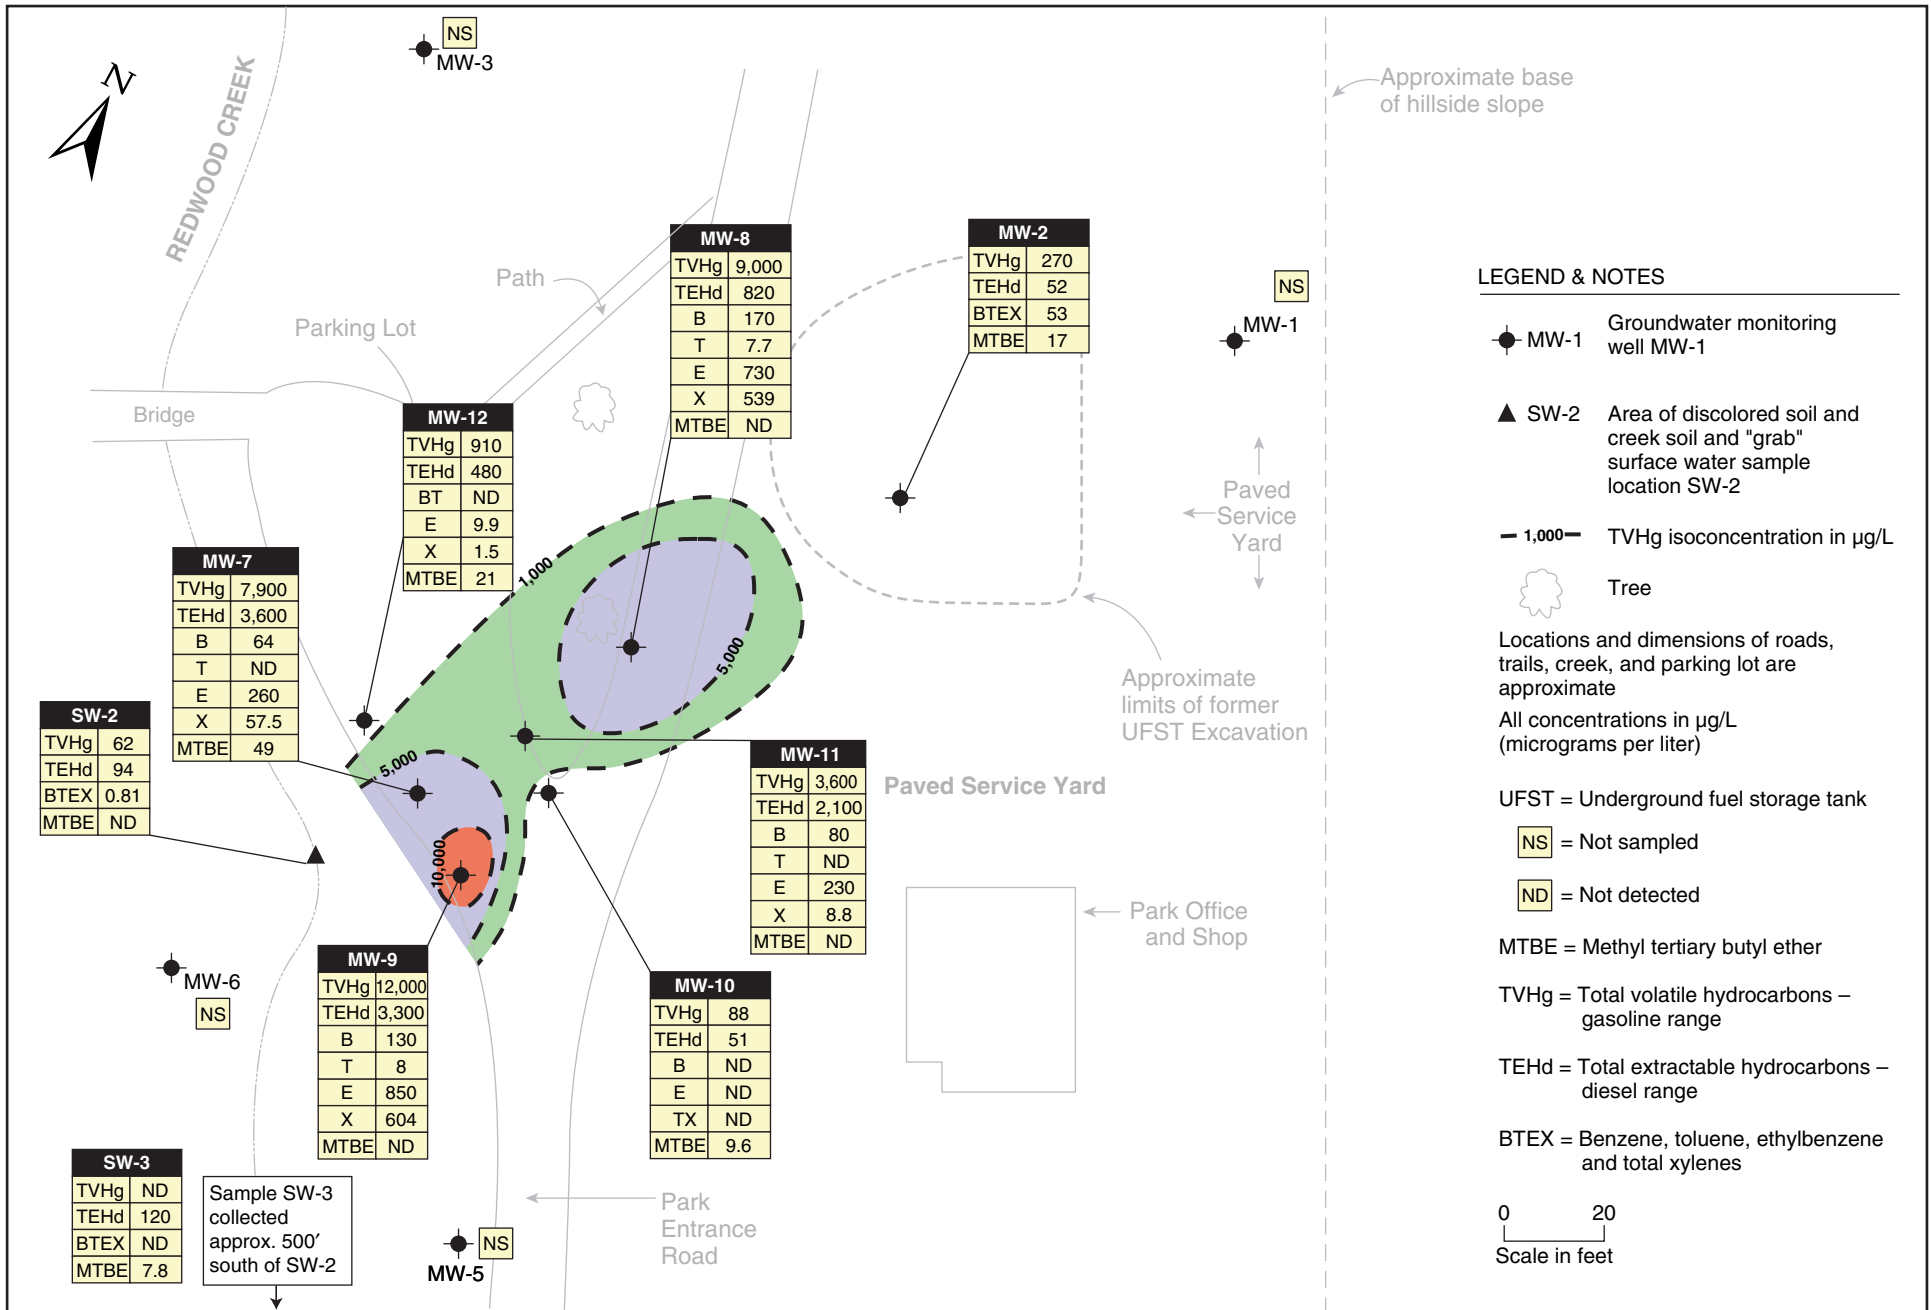 NS
MW-3
N
REDWOOD CREEK
Approximate base
of hillside slope
Path
Parking Lot
Bridge
MW-8
TVHg 9,000
TEHd 820
B 170
T 7.7
E 730
X 539
MTBE ND
MW-2
TVHg 270
TEHd 52
BTEX 53
MTBE 17
NS
MW-1
MW-12
TVHg 910
TEHd 480
BT ND
E 9.9
X 1.5
MTBE 21
MW-7
TVHg 7,900
TEHd 3,600
B 64
T ND
E 260
X 57.5
MTBE 49
SW-2
TVHg 62
TEHd 94
BTEX 0.81
MTBE ND
1,000
5,000
5,000
10,000
Paved
Service
Yard
Approximate
limits of former
UFST Excavation
MW-11
TVHg 3,600
TEHd 2,100
B 80
T ND
E 230
X 8.8
MTBE ND
Paved Service Yard
Park Office
and Shop
MW-6
NS
MW-9
TVHg 12,000
TEHd 3,300
B 130
T 8
E 850
X 604
MTBE ND
MW-10
TVHg 88
TEHd 51
B ND
E ND
TX ND
MTBE 9.6
SW-3
TVHg ND
TEHd 120
BTEX ND
MTBE 7.8
Sample SW-3
collected
approx. 500′
south of SW-2
NS
MW-5
Park
Entrance
Road
LEGEND & NOTES
MW-1 Groundwater monitoring
well MW-1
SW-2 Area of discolored soil and
creek soil and "grab"
surface water sample
location SW-2
1,000 TVHg isoconcentration in µg/L
Tree
Locations and dimensions of roads,
trails, creek, and parking lot are
approximate
All concentrations in µg/L
(micrograms per liter)
UFST = Underground fuel storage tank
NS = Not sampled
ND = Not detected
MTBE = Methyl tertiary butyl ether
TVHg = Total volatile hydrocarbons –
gasoline range
TEHd = Total extractable hydrocarbons –
diesel range
BTEX = Benzene, toluene, ethylbenzene
and total xylenes
0 20
Scale in feet